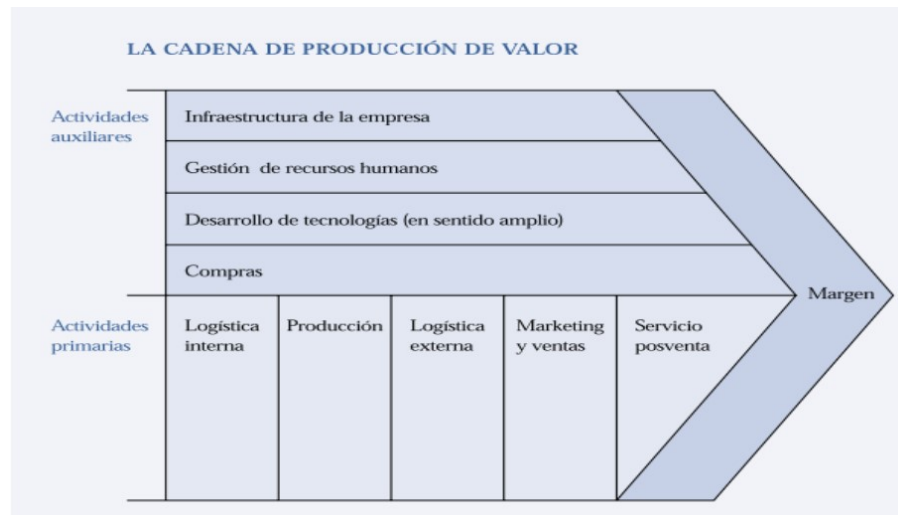 LA CADENA DE PRODUCCIÓN DE VALOR
Actividades
auxiliares
Infraestructura de la empresa
Gestión de recursos humanos
Desarrollo de tecnologías (en sentido amplio)
Compras
Margen
Actividades
primarias
Logística
interna
Producción
Logística
externa
Marketing
y ventas
Servicio
posventa